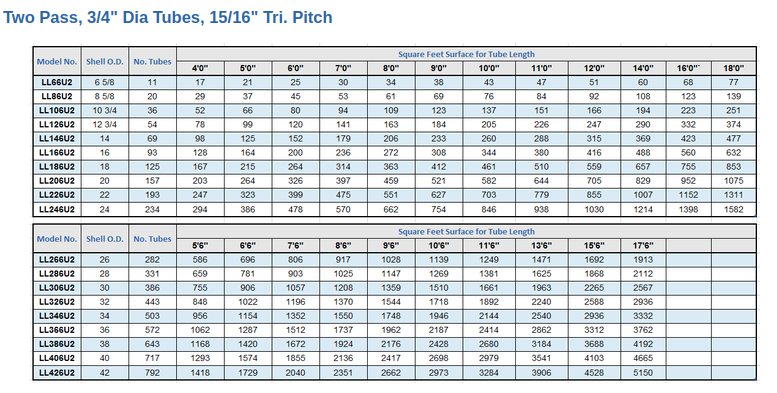 Two Pass, 3/4" Dia Tubes, 15/16" Tri. Pitch
Model No. Shell O.D. No. Tubes Square Feet Surface for Tube Length
4'0" 5'0" 6'0" 7'0" 8'0" 9'0" 10'0" 11'0" 12'0" 14'0" 16'0" 18'0"
LL66U2 6 5/8 11 17 21 25 30 34 38 43 47 51 60 68 77
LL86U2 8 5/8 20 29 37 45 53 61 69 76 84 92 108 123 139
LL106U2 10 3/4 36 52 66 80 94 109 123 137 151 166 194 223 251
LL126U2 12 3/4 54 78 99 120 141 163 184 205 226 247 290 332 374
LL146U2 14 69 98 125 152 179 206 233 260 288 315 369 423 477
LL166U2 16 93 128 164 200 236 272 308 344 380 416 488 560 632
LL186U2 18 125 167 215 264 314 363 412 461 510 559 657 755 853
LL206U2 20 157 203 264 326 397 459 521 582 644 705 829 952 1075
LL226U2 22 193 247 323 399 475 551 627 703 779 855 1007 1152 1311
LL246U2 24 234 294 386 478 570 662 754 846 938 1030 1214 1398 1582
Model No. Shell O.D. No. Tubes Square Feet Surface for Tube Length
5'6" 6'6" 7'6" 8'6" 9'6" 10'6" 11'6" 13'6" 15'6" 17'6"
LL266U2 26 282 586 696 806 917 1028 1139 1249 1471 1692 1913
LL286U2 28 331 659 781 903 1025 1147 1269 1381 1625 1868 2112
LL306U2 30 386 755 906 1057 1208 1359 1510 1661 1963 2265 2567
LL326U2 32 443 848 1022 1196 1370 1544 1718 1892 2240 2588 2936
LL346U2 34 503 956 1154 1352 1550 1748 1946 2144 2540 2936 3332
LL366U2 36 572 1062 1287 1512 1737 1962 2187 2414 2862 3312 3762
LL386U2 38 643 1168 1420 1672 1924 2176 2428 2680 3184 3688 4192
LL406U2 40 717 1293 1574 1855 2136 2417 2698 2979 3541 4103 4665
LL426U2 42 792 1418 1729 2040 2351 2662 2973 3284 3906 4528 5150